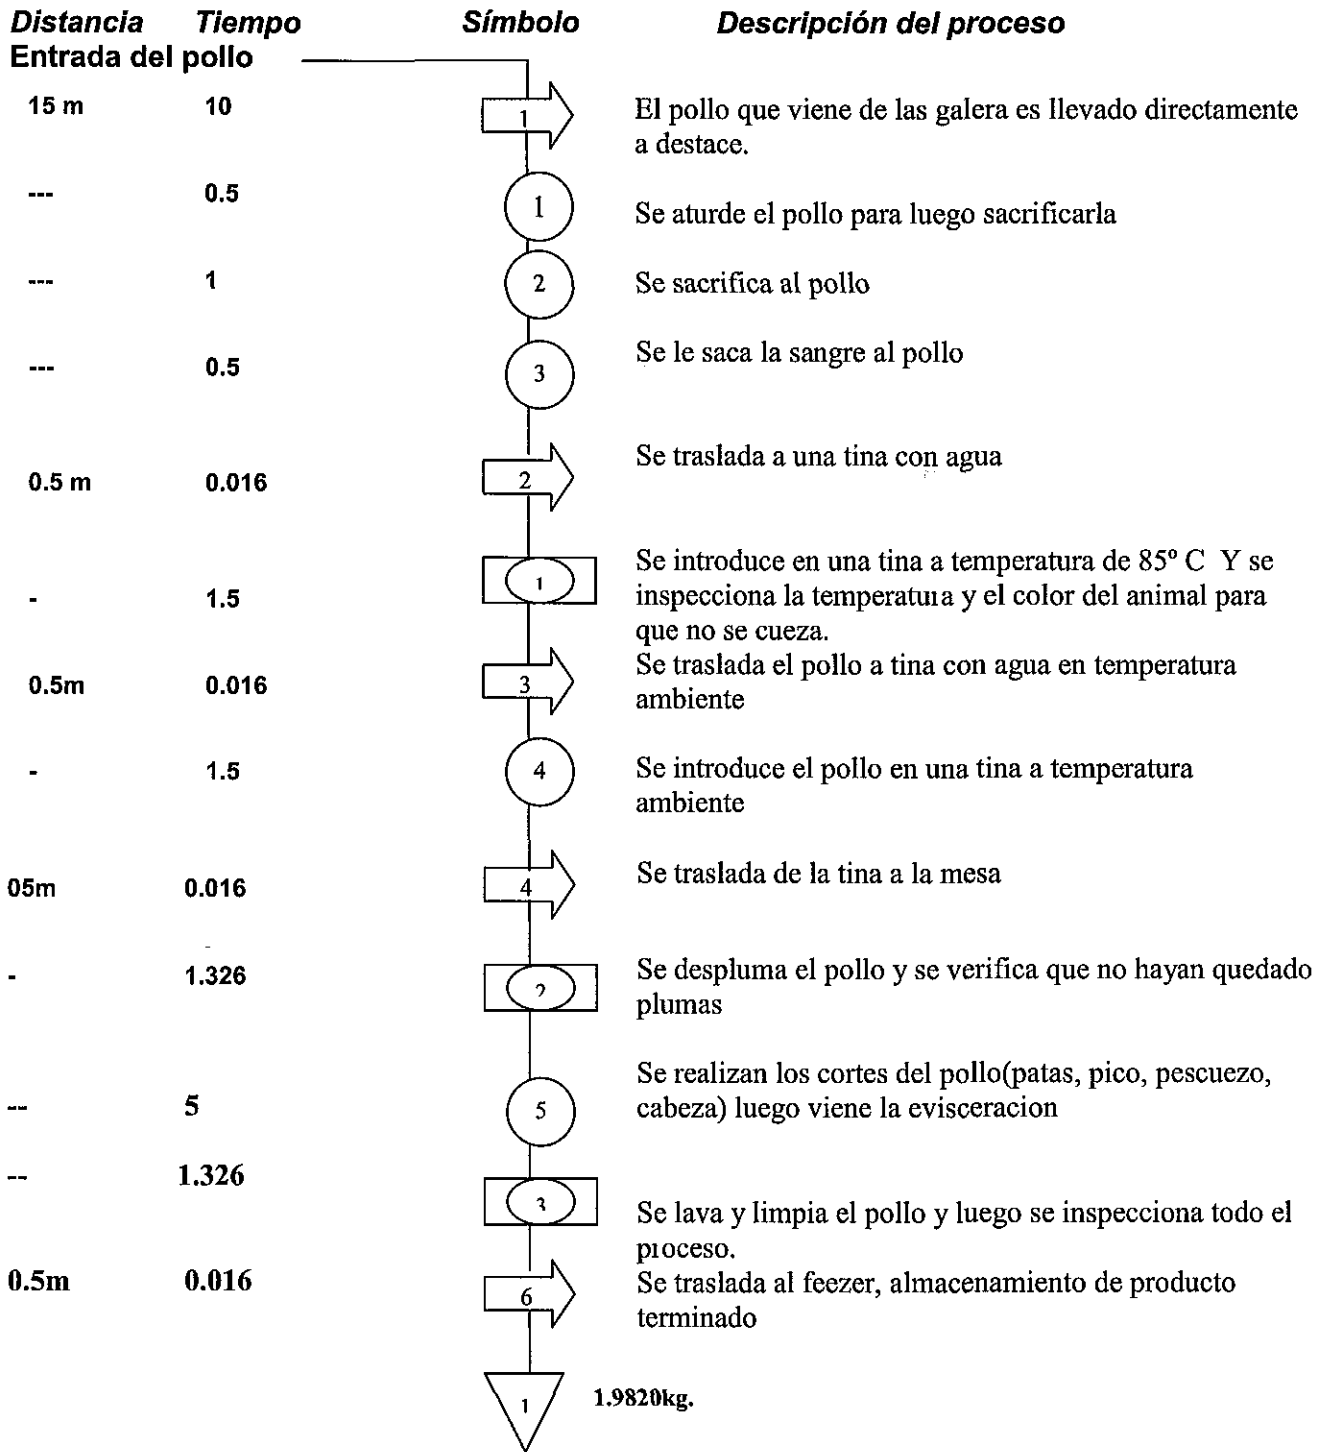 Distancia Tiempo Símbolo Descripción del proceso
Entrada del pollo
15 m 10 1 El pollo que viene de las galera es llevado directamente
a destace.
--- 0.5 1 Se aturde el pollo para luego sacrificarla
--- 1 2 Se sacrifica al pollo
--- 0.5 3 Se le saca la sangre al pollo
0.5 m 0.016 2 Se traslada a una tina con agua
- 1.5 1 Se introduce en una tina a temperatura de 85º C Y se
inspecciona la temperatura y el color del animal para
que no se cueza.
0.5m 0.016 3 Se traslada el pollo a tina con agua en temperatura
ambiente
- 1.5 4 Se introduce el pollo en una tina a temperatura
ambiente
05m 0.016 4 Se traslada de la tina a la mesa
- 1.326 2 Se despluma el pollo y se verifica que no hayan quedado
plumas
-- 5 5 Se realizan los cortes del pollo(patas, pico, pescuezo,
cabeza) luego viene la evisceracion
-- 1.326 3 Se lava y limpia el pollo y luego se inspecciona todo el
proceso.
0.5m 0.016 6 Se traslada al feezer, almacenamiento de producto
terminado
1 1.9820kg.